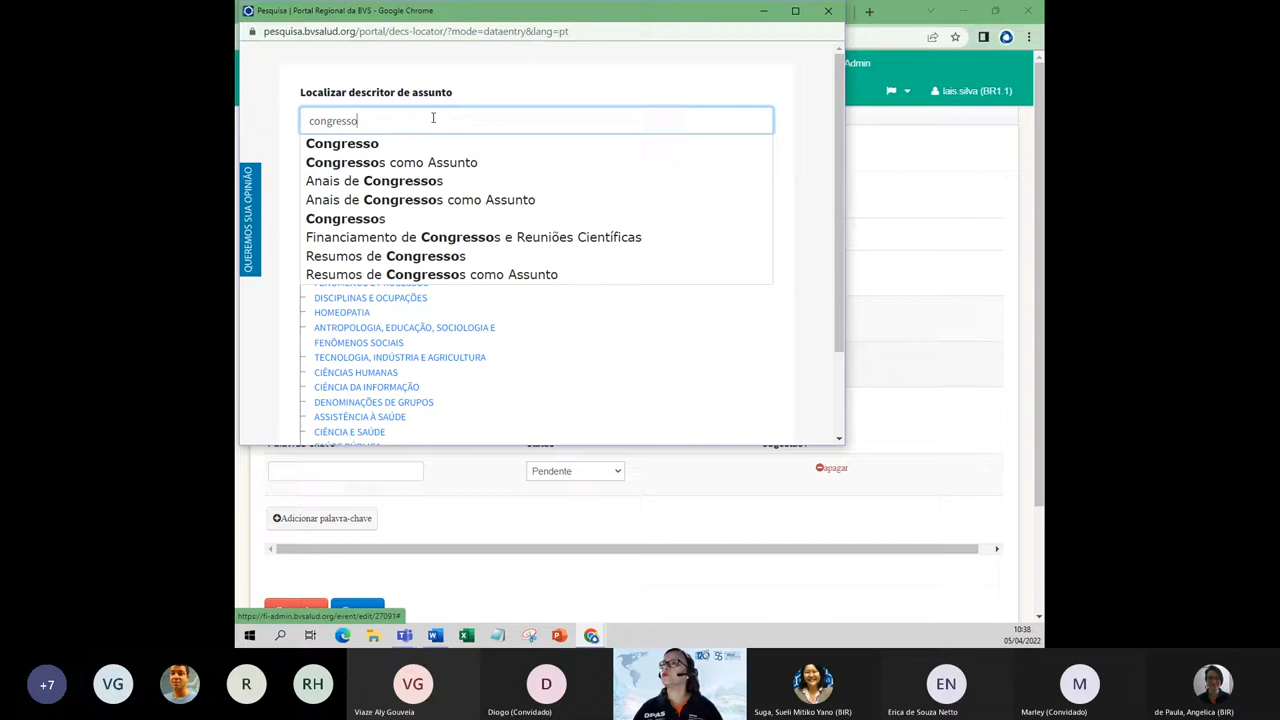 Pesquisa | Portal Regional da BVS - Google Chrome
pesquisa.bvsalud.org/portal/decs-locator/?mode=dataentry&lang=pt
Admin
lais.silva (BR1.1)
QUEREMOS SUA OPINIÃO
Localizar descritor de assunto
congresso
Congresso
Congressos como Assunto
Anais de Congressos
Anais de Congressos como Assunto
Congressos
Financiamento de Congressos e Reuniões Científicas
Resumos de Congressos
Resumos de Congressos como Assunto
DISCIPLINAS E OCUPAÇÕES
HOMEOPATIA
ANTROPOLOGIA, EDUCAÇÃO, SOCIOLOGIA E
FENÔMENOS SOCIAIS
TECNOLOGIA, INDÚSTRIA E AGRICULTURA
CIÊNCIAS HUMANAS
CIÊNCIA DA INFORMAÇÃO
DENOMINAÇÕES DE GRUPOS
ASSISTÊNCIA À SAÚDE
CIÊNCIA E SAÚDE
Pendente
apagar
Adicionar palavra-chave
https://fi-admin.bvsalud.org/event/edit/27091#
10:38
05/04/2022
+7
VG
R
RH
VG
Viaze Aly Gouveia
D
Diogo (Convidado)
OPAS
Suga, Sueli Mitiko Yano (BIR)
EN
Erica de Souza Netto
M
Marley (Convidado)
de Paula, Angelica (BIR)